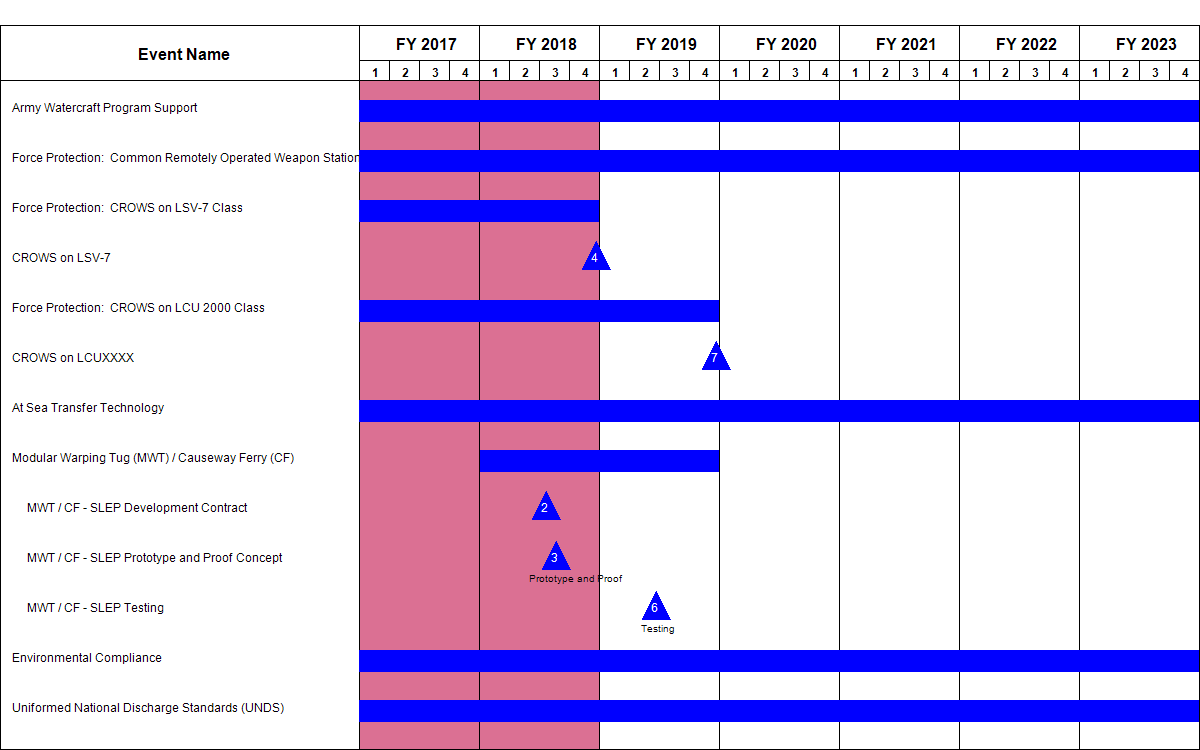 Event Name FY 2017 FY 2018 FY 2019 FY 2020 FY 2021 FY 2022 FY 2023
1 2 3 4 1 2 3 4 1 2 3 4 1 2 3 4 1 2 3 4 1 2 3 4 1 2 3 4
Army Watercraft Program Support
Force Protection:  Common Remotely Operated Weapon Station
Force Protection:  CROWS on LSV-7 Class
CROWS on LSV-7 4
Force Protection:  CROWS on LCU 2000 Class
CROWS on LCUXXXX 7
At Sea Transfer Technology
Modular Warping Tug (MWT) / Causeway Ferry (CF)
MWT / CF - SLEP Development Contract 2
MWT / CF - SLEP Prototype and Proof Concept 3
Prototype and Proof
MWT / CF - SLEP Testing 6
Testing
Environmental Compliance
Uniformed National Discharge Standards (UNDS)